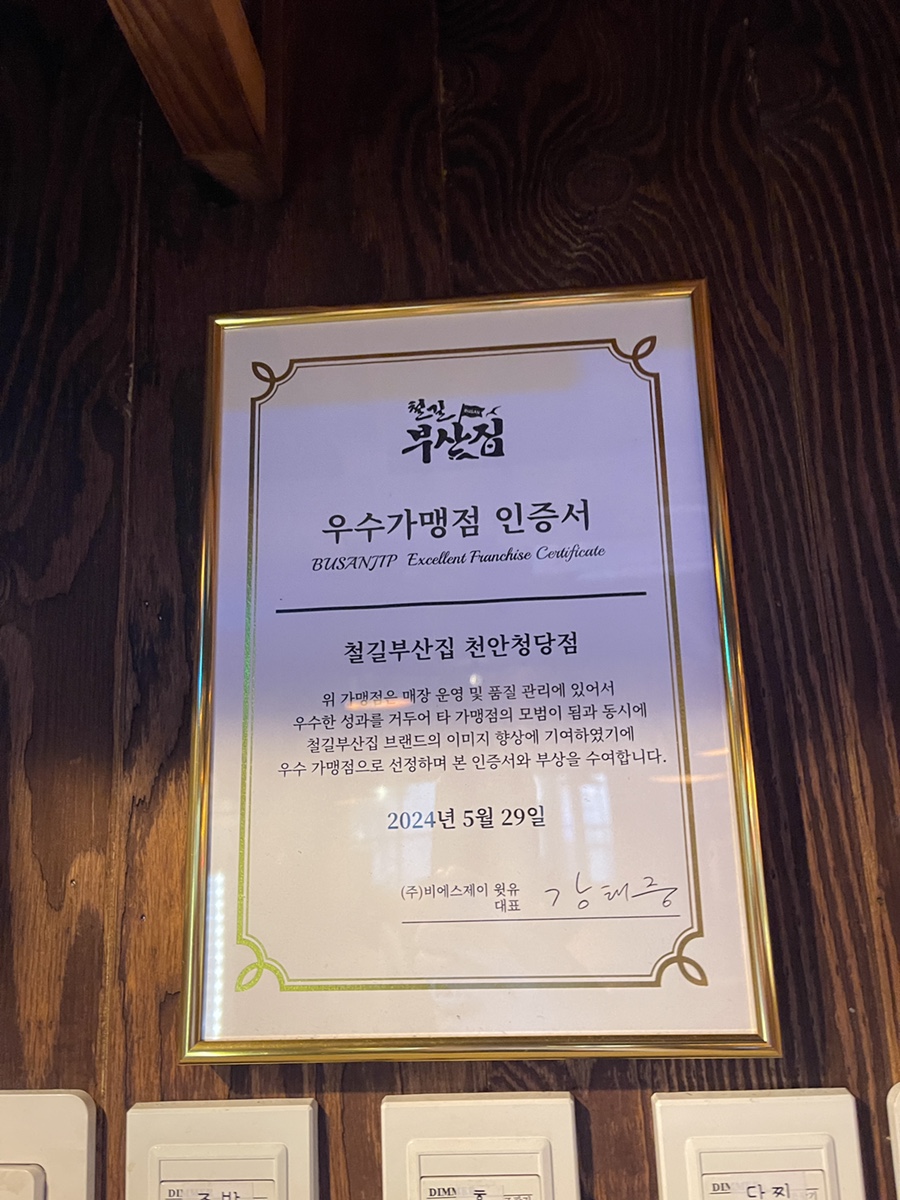 철길
부산집
우수가맹점 인증서
BUSANJIP Excellent Franchise Certificate
철길부산집 천안청당점
위 가맹점은 매장 운영 및 품질 관리에 있어서
우수한 성과를 거두어 타 가맹점의 모범이 됨과 동시에
철길부산집 브랜드의 이미지 향상에 기여하였기에
우수 가맹점으로 선정하며 본 인증서와 부상을 수여합니다.
2024년 5월 29일
(주)비에스제이 윗유
대표
강태중
홀